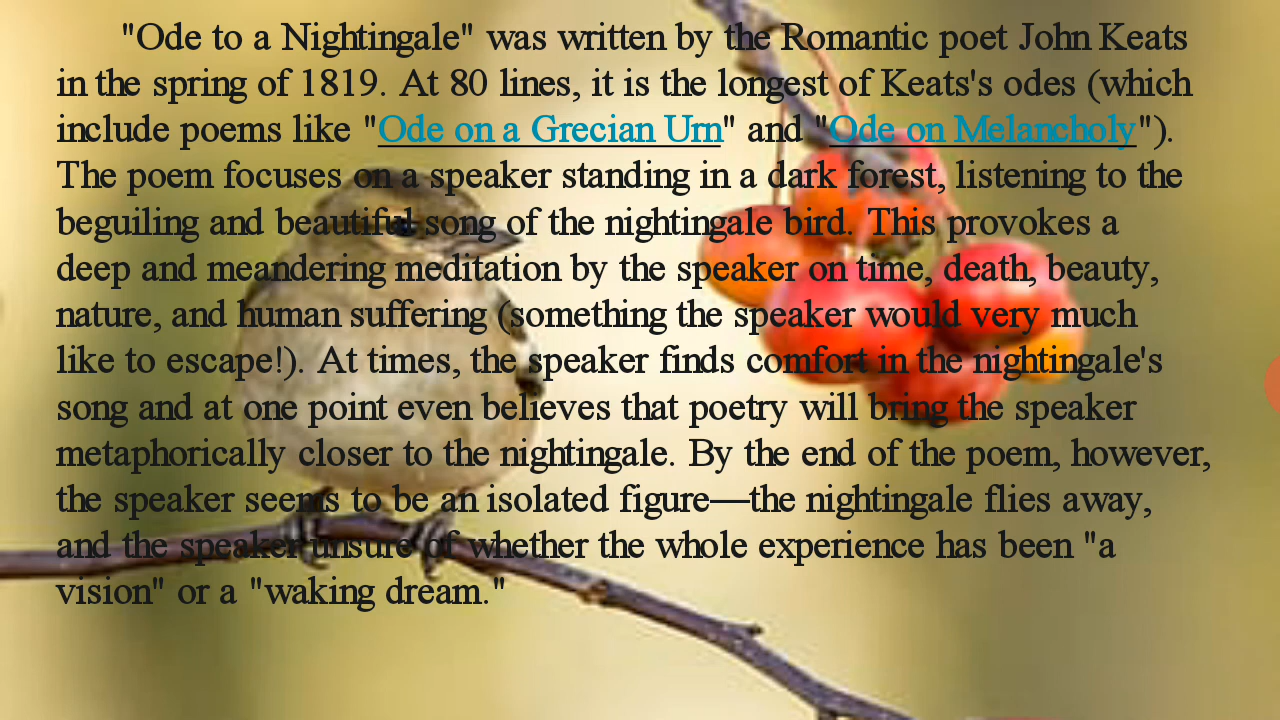 "Ode to a Nightingale" was written by the Romantic poet John Keats
in the spring of 1819. At 80 lines, it is the longest of Keats's odes (which
include poems like "Ode on a Grecian Urn" and "Ode on Melancholy").
The poem focuses on a speaker standing in a dark forest, listening to the
beguiling and beautiful song of the nightingale bird. This provokes a
deep and meandering meditation by the speaker on time, death, beauty,
nature, and human suffering (something the speaker would very much
like to escape!). At times, the speaker finds comfort in the nightingale's
song and at one point even believes that poetry will bring the speaker
metaphorically closer to the nightingale. By the end of the poem, however,
the speaker seems to be an isolated figure—the nightingale flies away,
and the speaker unsure of whether the whole experience has been "a
vision" or a "waking dream."